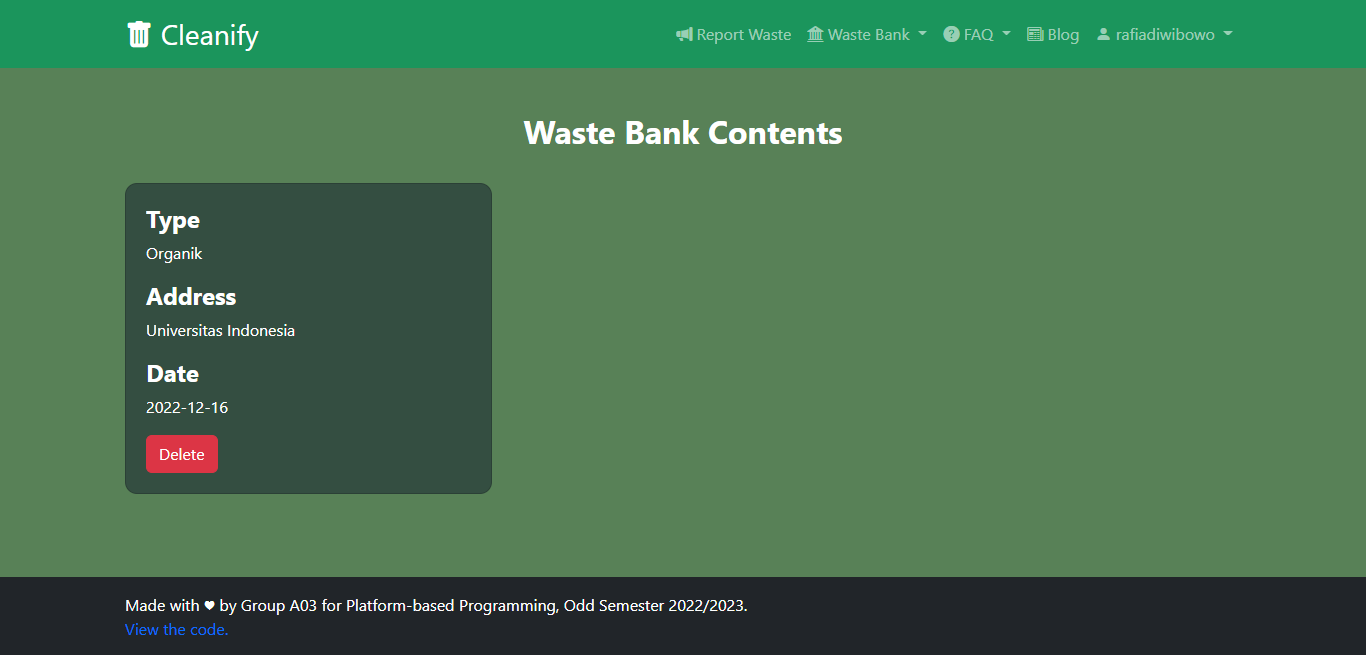 Cleanify
Report Waste
Waste Bank
FAQ
Blog
rafiadiwibowo
Waste Bank Contents
Type
Organik
Address
Universitas Indonesia
Date
2022-12-16
Delete
Made with ♥ by Group A03 for Platform-based Programming, Odd Semester 2022/2023.
View the code.